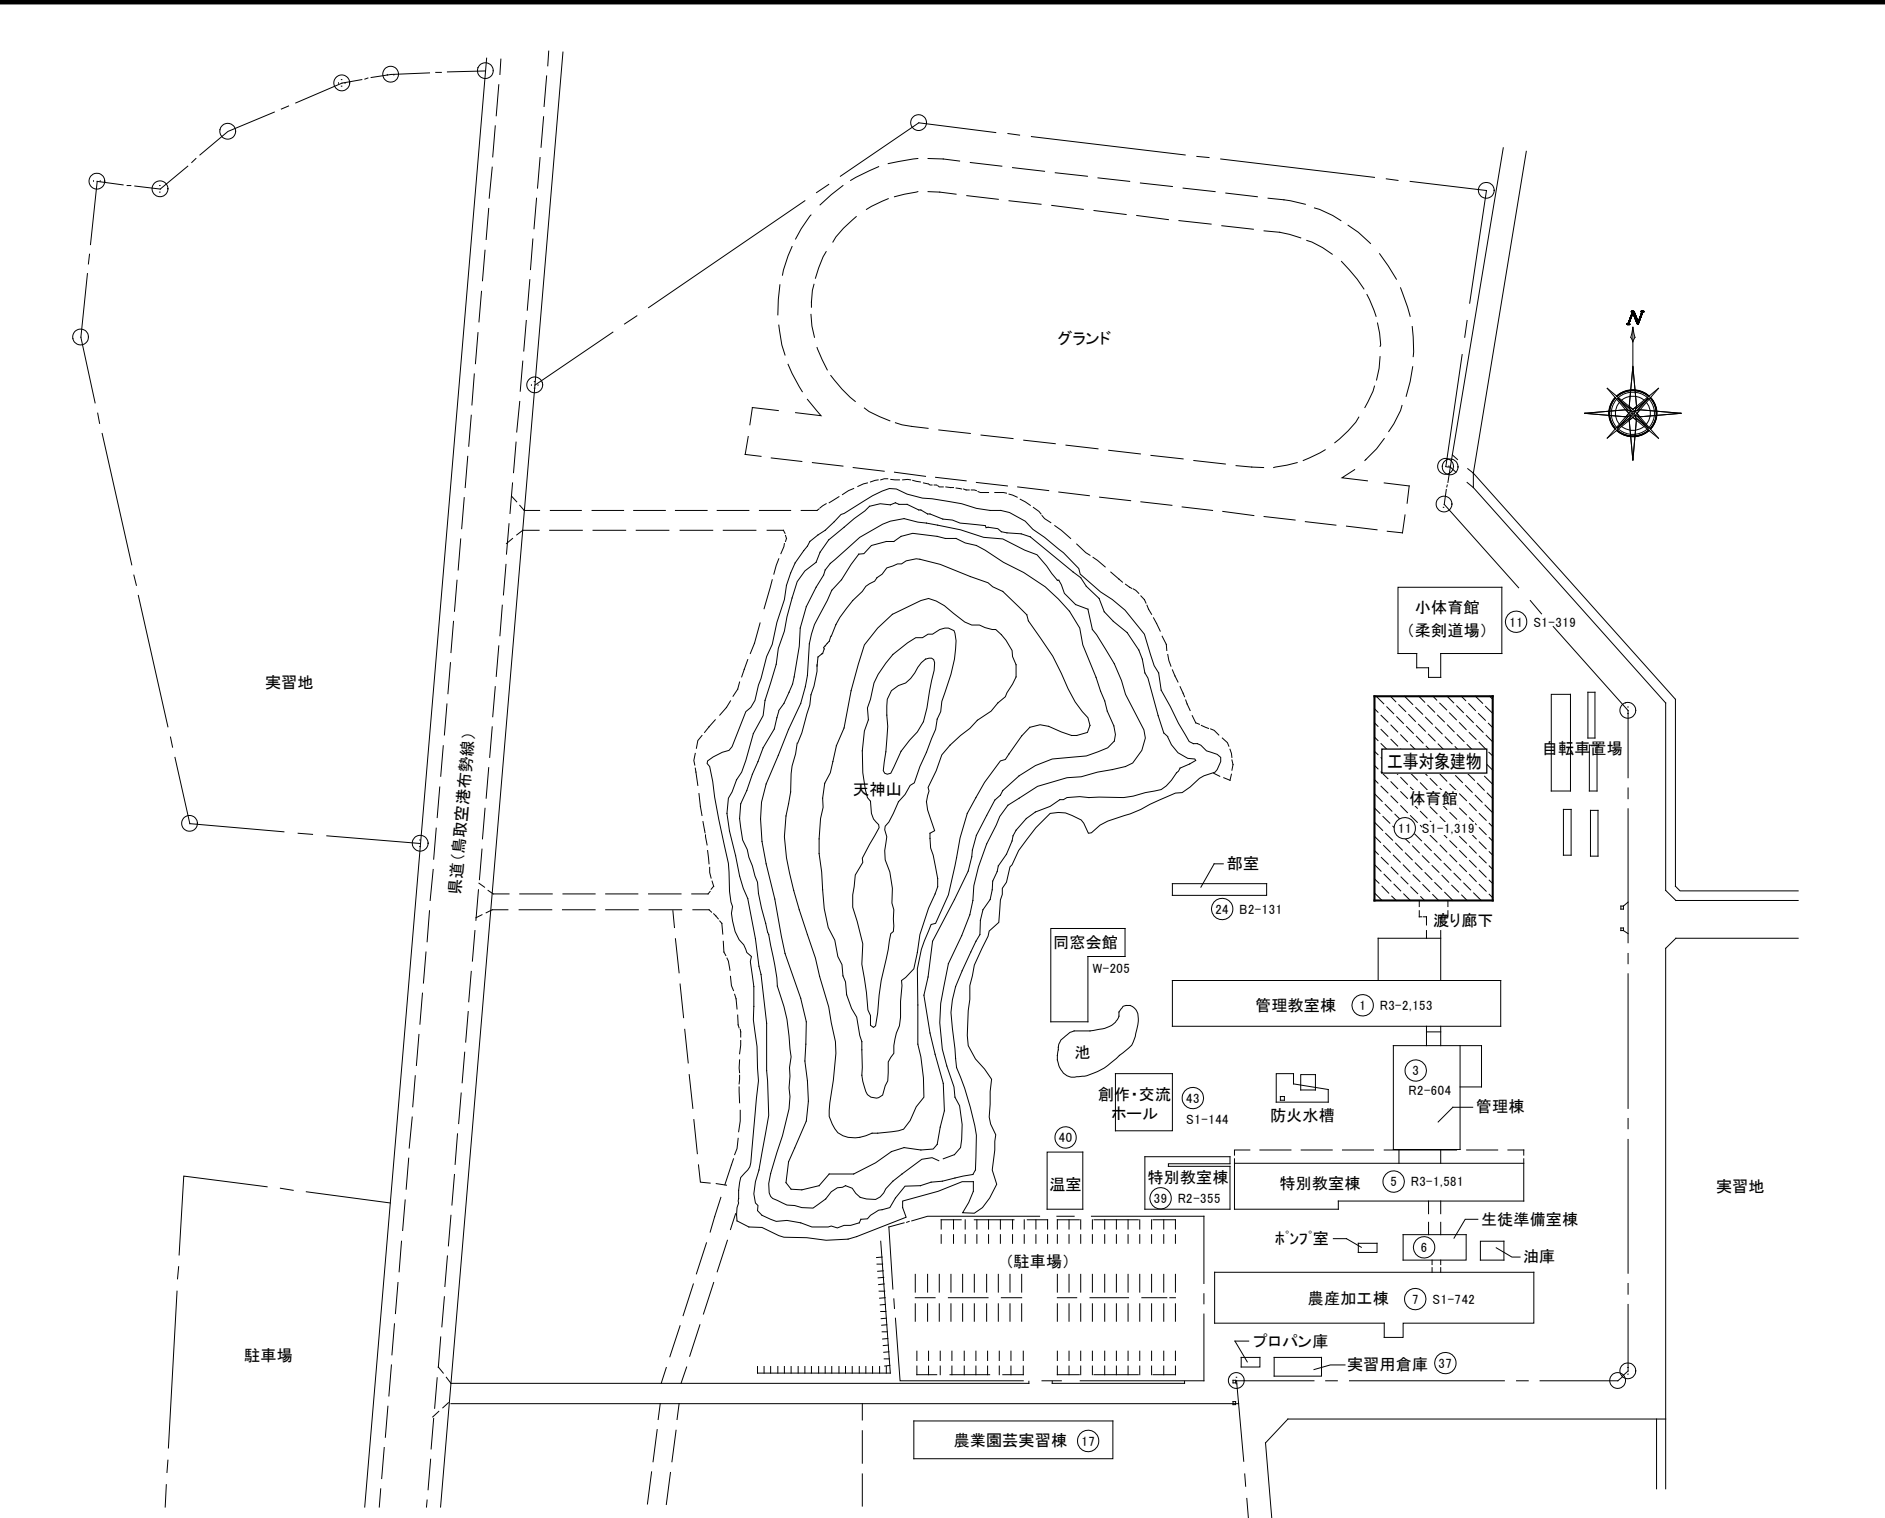 N
グランド
小体育館
(柔剣道場)
11 S1-319
実習地
県道(鳥取空港布勢線)
自転車置場
工事対象建物
体育館
11 S1-1,319
天神山
部室
24 B2-131
渡り廊下
同窓会館
W-205
管理教室棟 1 R3-2,153
池
3
R2-604
創作・交流
ホール
43
S1-144
防火水槽
管理棟
40
温室
特別教室棟
39 R2-355
特別教室棟 5 R3-1,581
実習地
生徒準備室棟
ポンプ室
6
油庫
(駐車場)
農産加工棟 7 S1-742
プロパン庫
駐車場
実習用倉庫 37
農業園芸実習棟 17